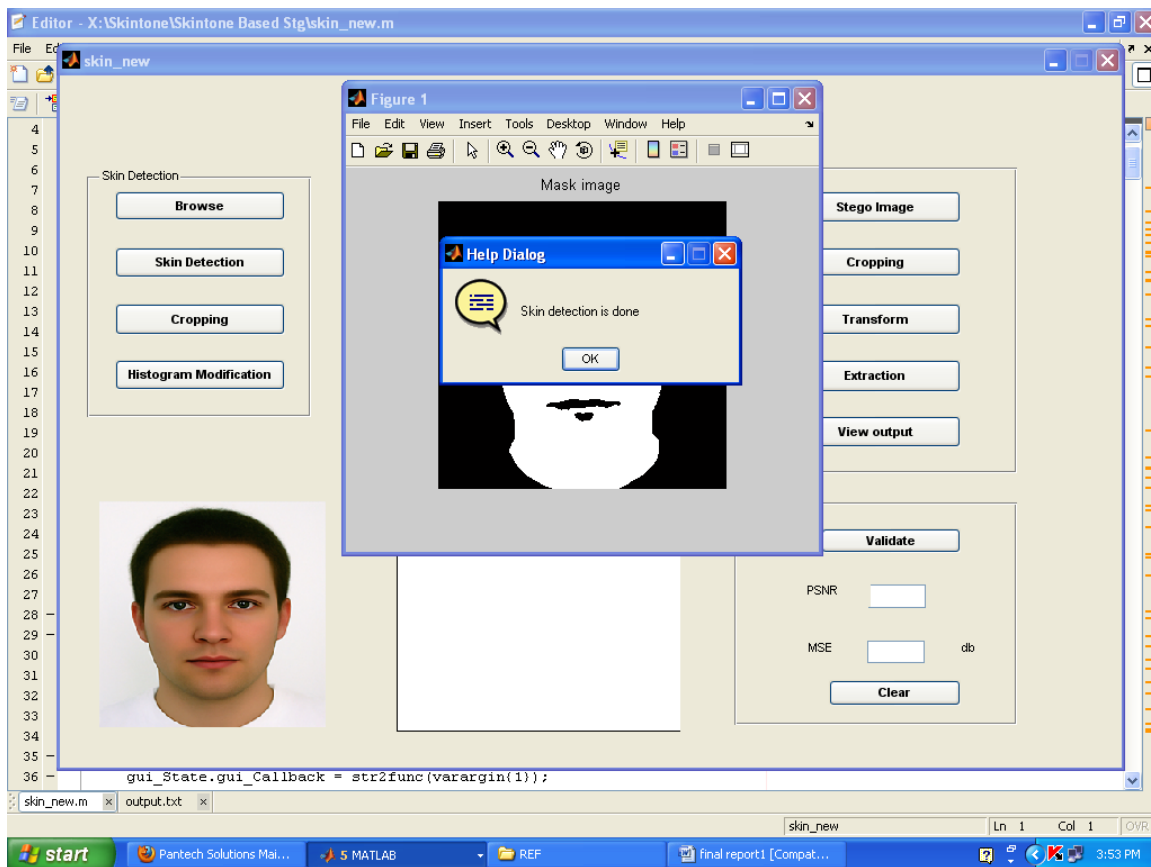 Editor - X:\Skintone\Skintone Based Stg\skin_new.m
File Ed
skin_new
Figure 1
File Edit View Insert Tools Desktop Window Help
Mask image
Help Dialog
Skin detection is done
OK
Skin Detection
Browse
Skin Detection
Cropping
Histogram Modification
Stego Image
Cropping
Transform
Extraction
View output
Validate
PSNR
MSE db
Clear
4
5
6
7
8
9
10
11
12
13
14
15
16
17
18
19
20
21
22
23
24
25
26
27
28 -
29 -
30
31
32
33
34
35 -
36 - gui_State.gui_Callback = str2func(varargin{1});
skin_new.m × output.txt ×
skin_new Ln 1 Col 1 OVR
start Pantech Solutions Mai... 5 MATLAB REF final report1 [Compat... 3:53 PM